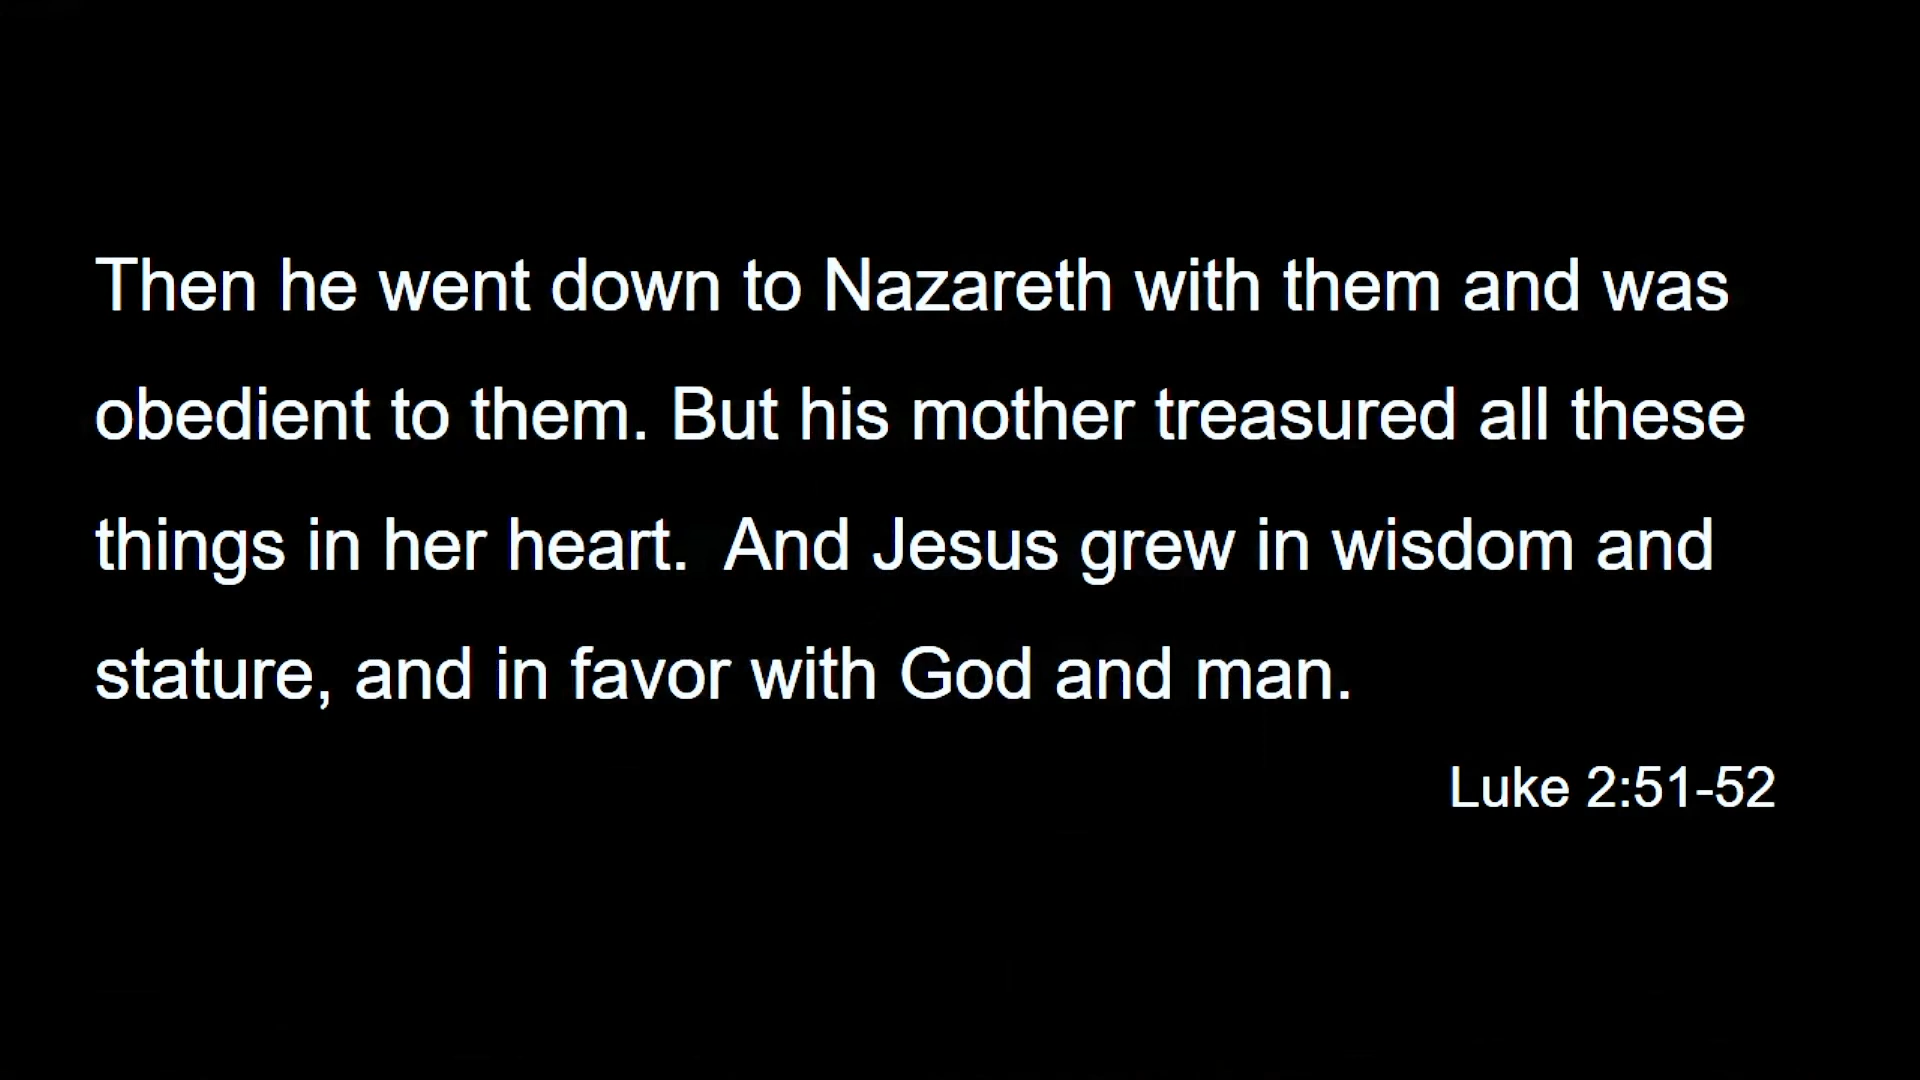 Then he went down to Nazareth with them and was
obedient to them. But his mother treasured all these
things in her heart.  And Jesus grew in wisdom and
stature, and in favor with God and man.
Luke 2:51-52